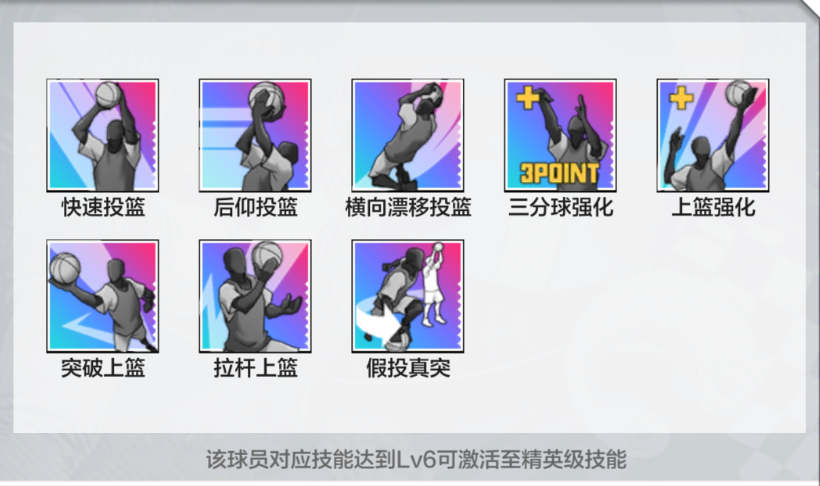 3POINT
快速投篮
后仰投篮
横向漂移投篮
三分球强化
上篮强化
突破上篮
拉杆上篮
假投真突
该球员对应技能达到Lv6可激活至精英级技能